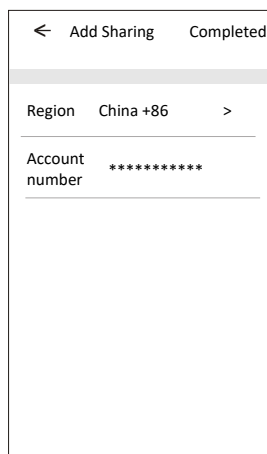 ← Add Sharing Completed
Region China +86 >
Account
number ***********